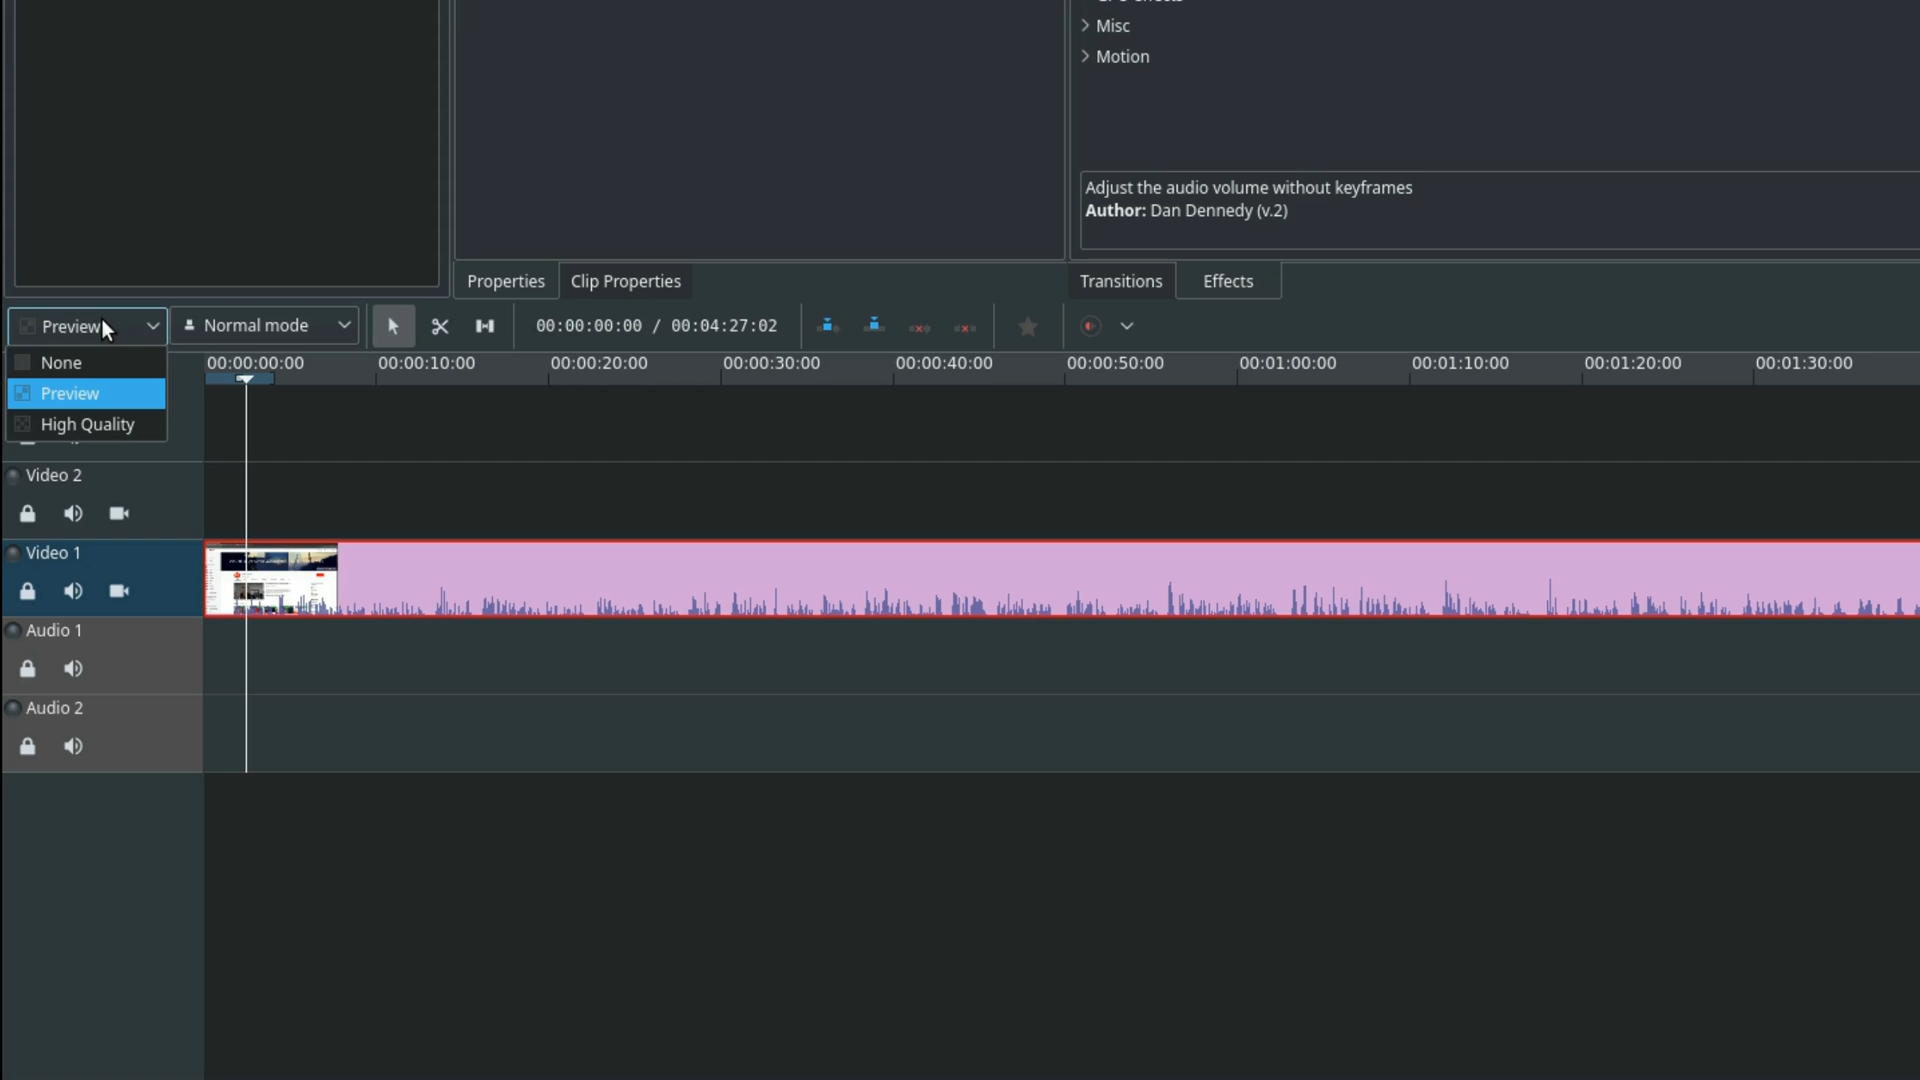 Misc
Motion
Adjust the audio volume without keyframes
Author: Dan Dennedy (v.2)
Properties
Clip Properties
Transitions
Effects
Preview
Normal mode
00:00:00:00 / 00:04:27:02
None
Preview
High Quality
00:00:00:00
00:00:10:00
00:00:20:00
00:00:30:00
00:00:40:00
00:00:50:00
00:01:00:00
00:01:10:00
00:01:20:00
00:01:30:00
Video 2
Video 1
Audio 1
Audio 2